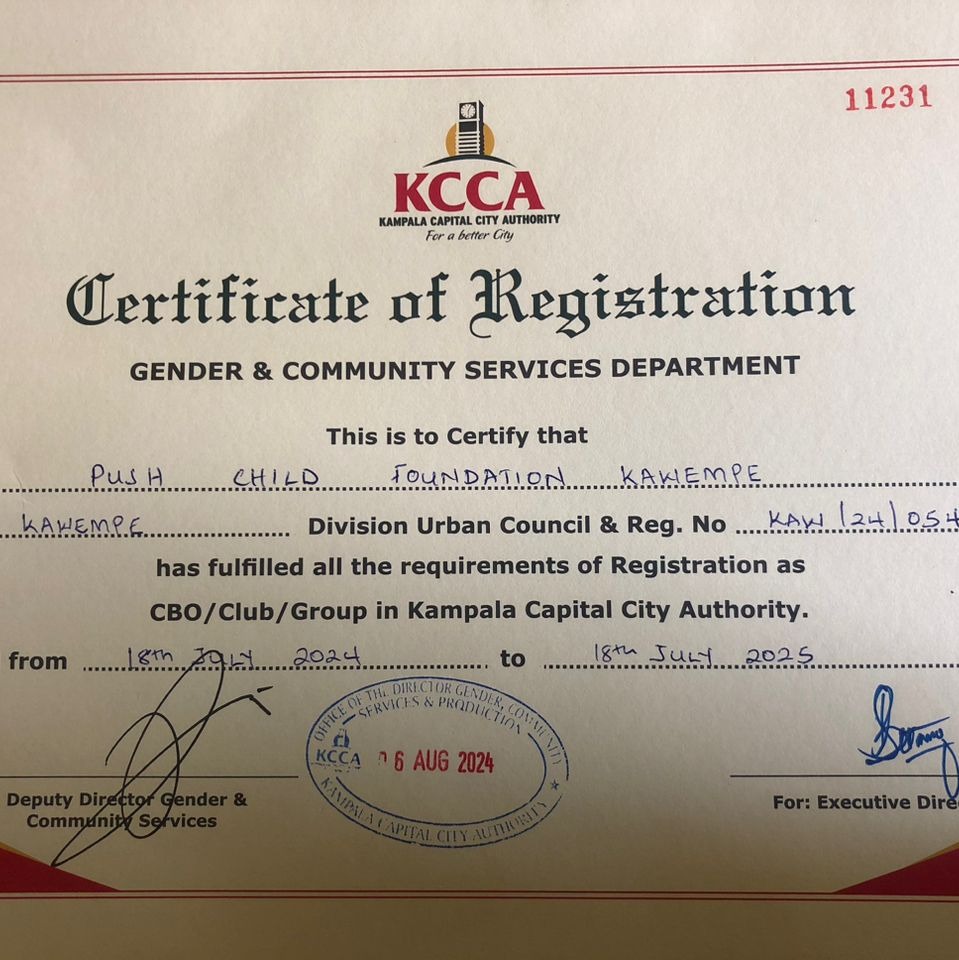 11231
KCCA
KAMPALA CAPITAL CITY AUTHORITY
For a better City
Certificate of Registration
GENDER & COMMUNITY SERVICES DEPARTMENT
This is to Certify that
PUSH CHILD FOUNDATION KAWEMPE
KAWEMPE Division Urban Council & Reg. No KAW/24/054
has fulfilled all the requirements of Registration as
CBO/Club/Group in Kampala Capital City Authority.
from 18th JULY 2024 to 18th JULY 2025
OFFICE OF THE DIRECTOR GENDER, COMMUNITY
SERVICES & PRODUCTION
KCCA
06 AUG 2024
KAMPALA CAPITAL CITY AUTHORITY
Deputy Director Gender &
Community Services
For: Executive Dire